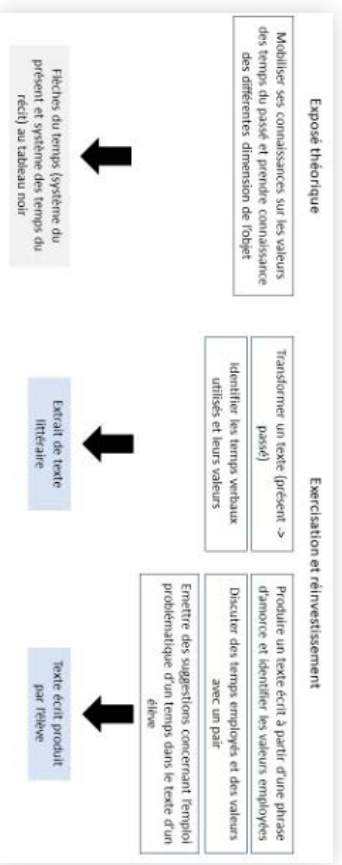 Exposé théorique
Mobiliser ses connaissances sur les valeurs
des temps du passé et prendre connaissance
des différentes dimension de l'objet
Flèches du temps (système du
présent et système des temps du
récit) au tableau noir
Exercisation et réinvestissement
Transformer un texte (présent ->
passé)
Identifier les temps verbaux
utilisés et leurs valeurs
Extrait de texte
littéraire
Produire un texte écrit à partir d'une phrase
d'amorce et identifier les valeurs employées
Discuter des temps employés et des valeurs
avec un pair
Emettre des suggestions concernant l'emploi
problématique d'un temps dans le texte d'un
élève
Texte écrit produit
par l'élève